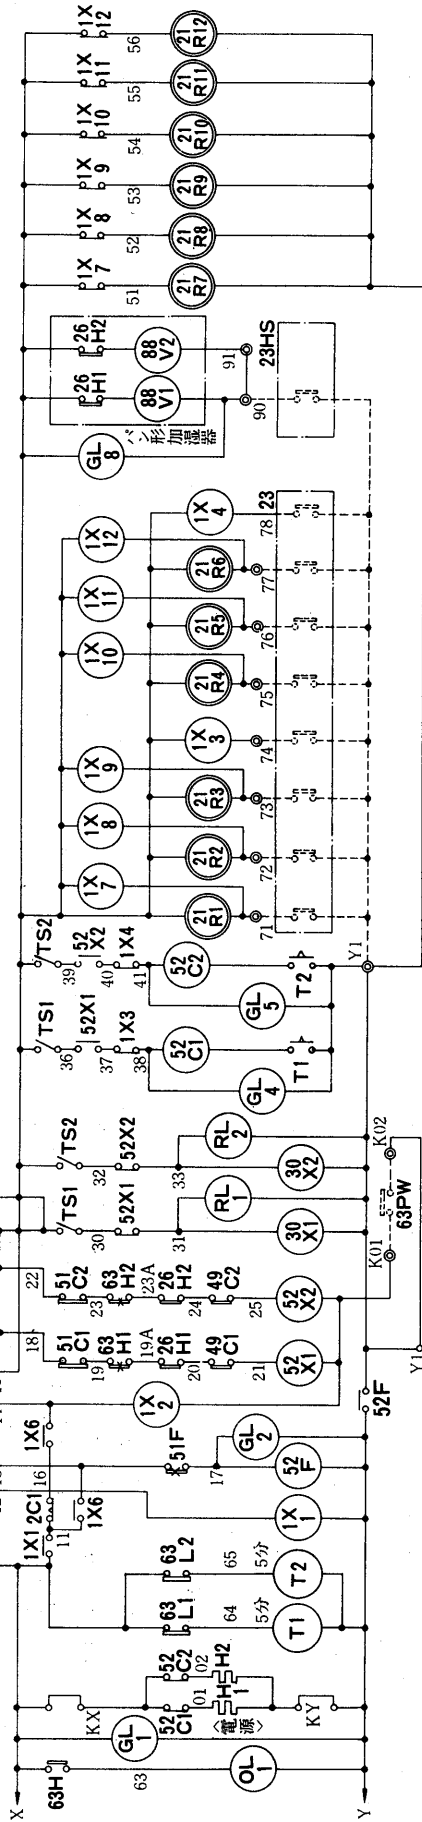 1X
12
56
21
R12
1X
11
55
21
R11
1X
10
54
21
R10
1X
9
53
21
R9
1X
8
52
21
R8
1X
7
51
21
R7
26
H2
88
V2
91
26
H1
88
V1
90
23HS
パン形加湿器
GL
8
1X
4
78
23
1X
12
21
R6
77
1X
11
21
R5
76
1X
10
21
R4
75
1X
3
74
1X
9
21
R3
73
1X
8
21
R2
72
1X
7
21
R1
71
TS2
39
52
X2
40
1X4
41
52
C2
T2
GL
5
Y1
TS1
36
52X1
37
1X3
38
52
C1
T1
GL
4
TS2
32
52X2
33
RL
2
30
X2
TS1
30
52X1
31
RL
1
30
X1
22
51
C2
23
63
H2
23A
26
H2
24
49
C2
25
52
X2
K01
K02
63PW
18
51
C1
19
63
H1
19A
26
H1
20
49
C1
21
52
X1
1X
2
52F
Y1
1X6
16
2C1
1X1
11
1X6
51F
17
GL
2
52
F
1X
1
63
L2
65
5分
T2
63
L1
64
5分
T1
KX
52
C2
02
H2
52
C1
01
H
1
〈電源〉
KY
GL
1
63H
63
OL
1
X
Y